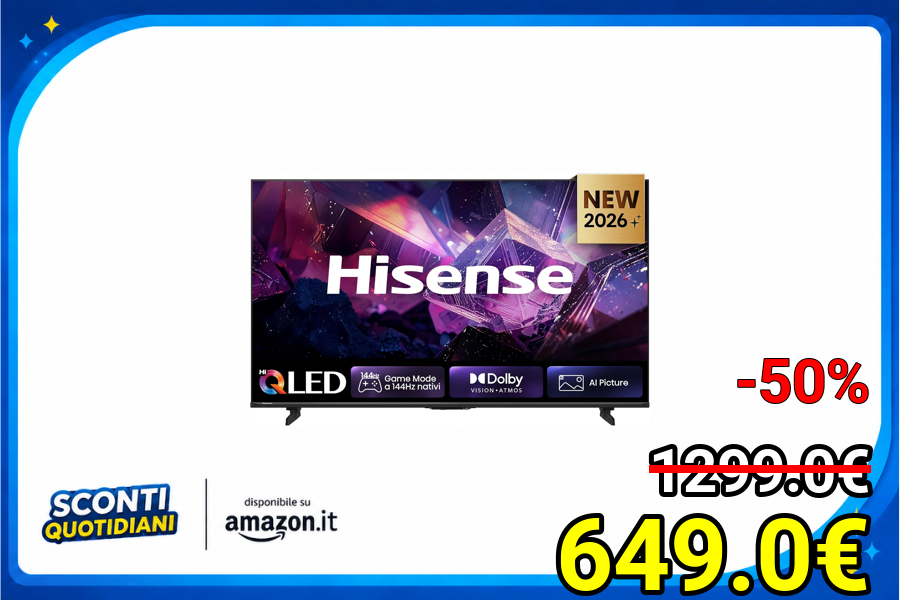 NEW
2026
Hisense
Hi QLED
144Hz
Game Mode
a 144Hz nativi
Dolby
VISION • ATMOS
AI Picture
-50%
1299.0€
649.0€
SCONTI
QUOTIDIANI
disponibile su
amazon.it